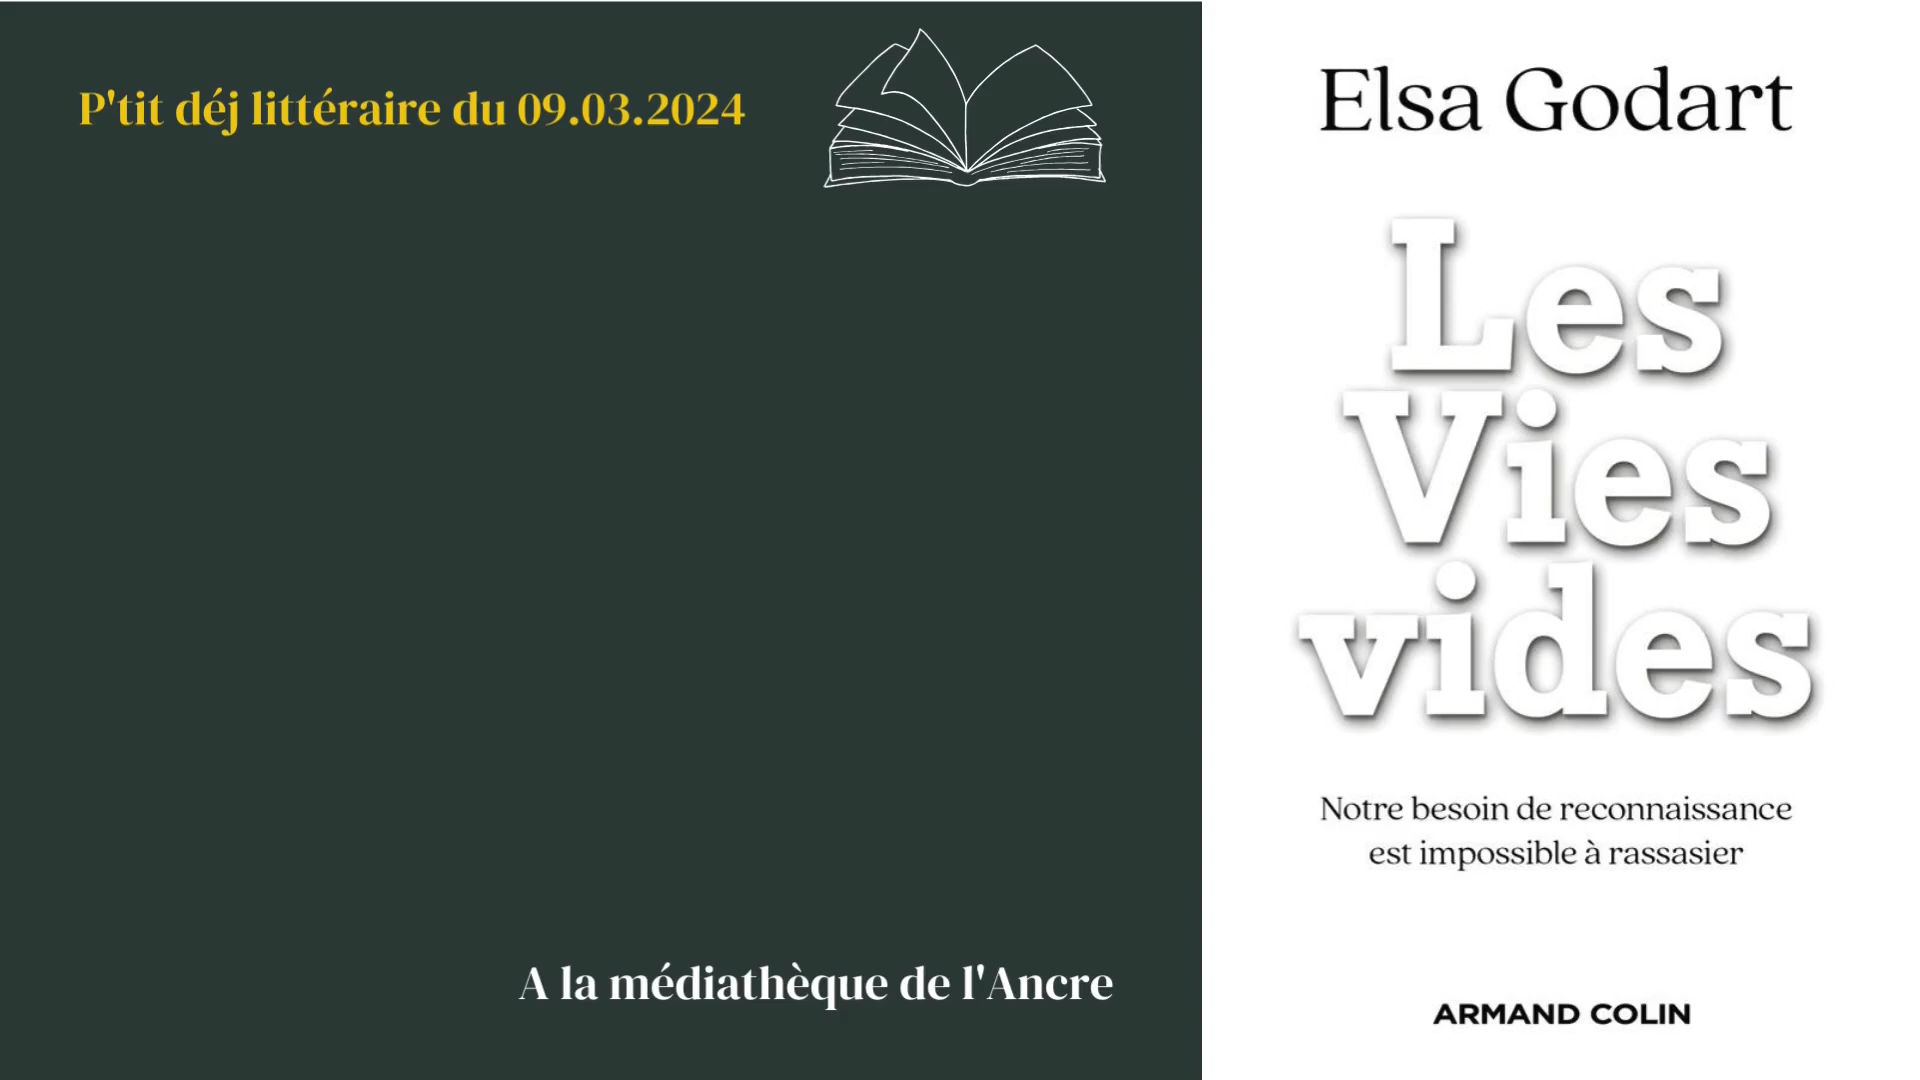 P'tit déj littéraire du 09.03.2024
A la médiathèque de l'Ancre
Elsa Godart
Les
Vies
vides
Notre besoin de reconnaissance
est impossible à rassasier
ARMAND COLIN